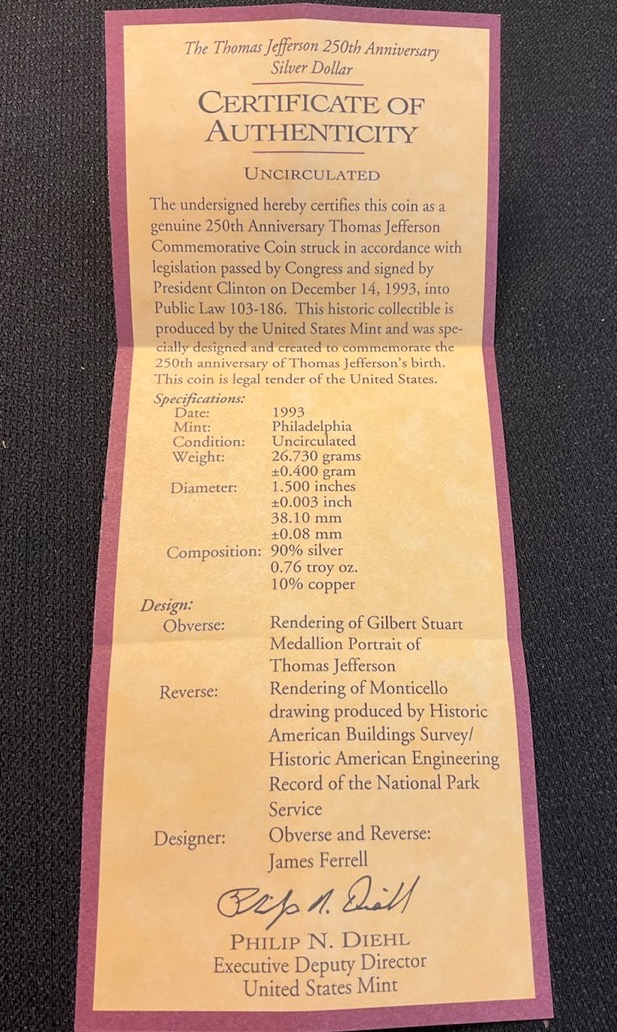 The Thomas Jefferson 250th Anniversary
Silver Dollar
CERTIFICATE OF
AUTHENTICITY
UNCIRCULATED
The undersigned hereby certifies this coin as a
genuine 250th Anniversary Thomas Jefferson
Commemorative Coin struck in accordance with
legislation passed by Congress and signed by
President Clinton on December 14, 1993, into
Public Law 103-186. This historic collectible is
produced by the United States Mint and was spe-
cially designed and created to commemorate the
250th anniversary of Thomas Jefferson's birth.
This coin is legal tender of the United States.
Specifications:
Date: 1993
Mint: Philadelphia
Condition: Uncirculated
Weight: 26.730 grams
±0.400 gram
Diameter: 1.500 inches
±0.003 inch
38.10 mm
±0.08 mm
Composition: 90% silver
0.76 troy oz.
10% copper
Design:
Obverse: Rendering of Gilbert Stuart
Medallion Portrait of
Thomas Jefferson
Reverse: Rendering of Monticello
drawing produced by Historic
American Buildings Survey/
Historic American Engineering
Record of the National Park
Service
Designer: Obverse and Reverse:
James Ferrell
Philip N. Diehl
PHILIP N. DIEHL
Executive Deputy Director
United States Mint